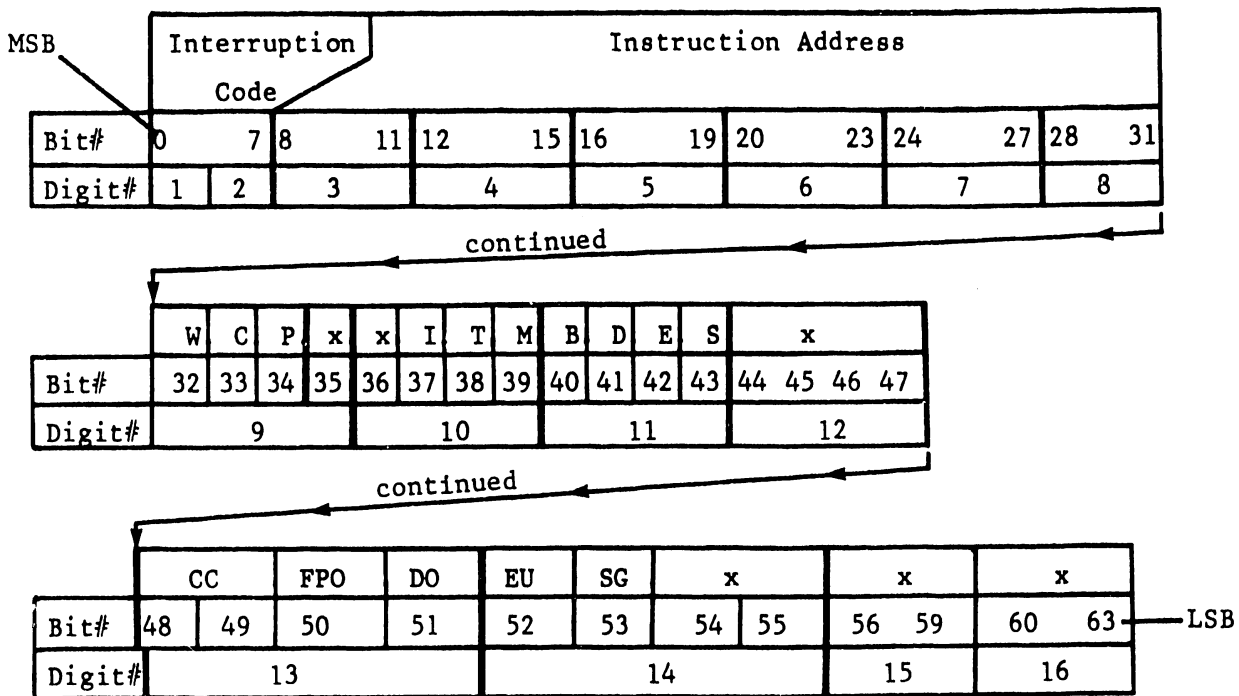 MSB Interruption Instruction Address
Code
Bit# 0 7 8 11 12 15 16 19 20 23 24 27 28 31
Digit# 1 2 3 4 5 6 7 8
continued
W C P x x I T M B D E S x
Bit# 32 33 34 35 36 37 38 39 40 41 42 43 44 45 46 47
Digit# 9 10 11 12
continued
CC FPO DO EU SG x x x
Bit# 48 49 50 51 52 53 54 55 56 59 60 63 LSB
Digit# 13 14 15 16